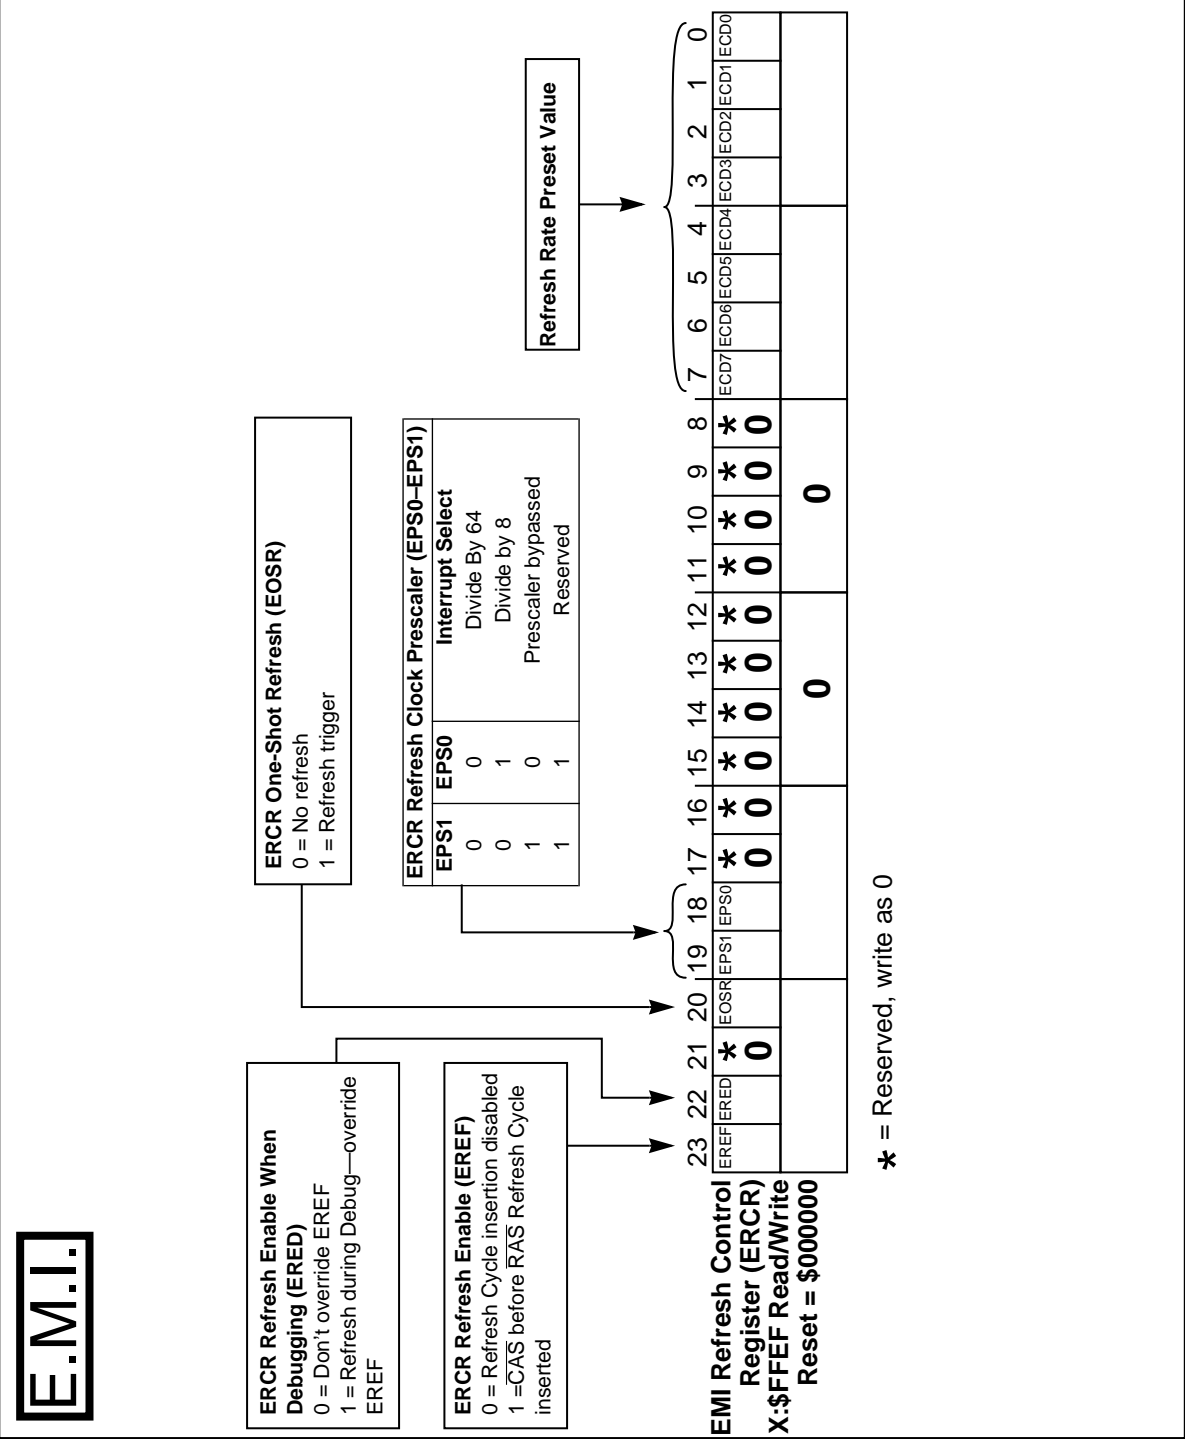 E.M.I.
ERCR Refresh Enable When
Debugging (ERED)
0 = Don't override EREF
1 = Refresh during Debug—override
EREF
ERCR Refresh Enable (EREF)
0 = Refresh Cycle insertion disabled
1 =CAS before RAS Refresh Cycle
inserted
ERCR One-Shot Refresh (EOSR)
0 = No refresh
1 = Refresh trigger
ERCR Refresh Clock Prescaler (EPS0–EPS1)
EPS1 EPS0 Interrupt Select
0 0 Divide By 64
0 1 Divide by 8
1 0 Prescaler bypassed
1 1 Reserved
Refresh Rate Preset Value
23 22 21 20 19 18 17 16 15 14 13 12 11 10 9 8 7 6 5 4 3 2 1 0
EREF ERED * EOSR EPS1 EPS0 * * * * * * * * * * ECD7 ECD6 ECD5 ECD4 ECD3 ECD2 ECD1 ECD0
0 0 0 0 0 0 0 0 0 0 0
0 0
EMI Refresh Control
Register (ERCR)
X:$FFEF Read/Write
Reset = $000000
* = Reserved, write as 0